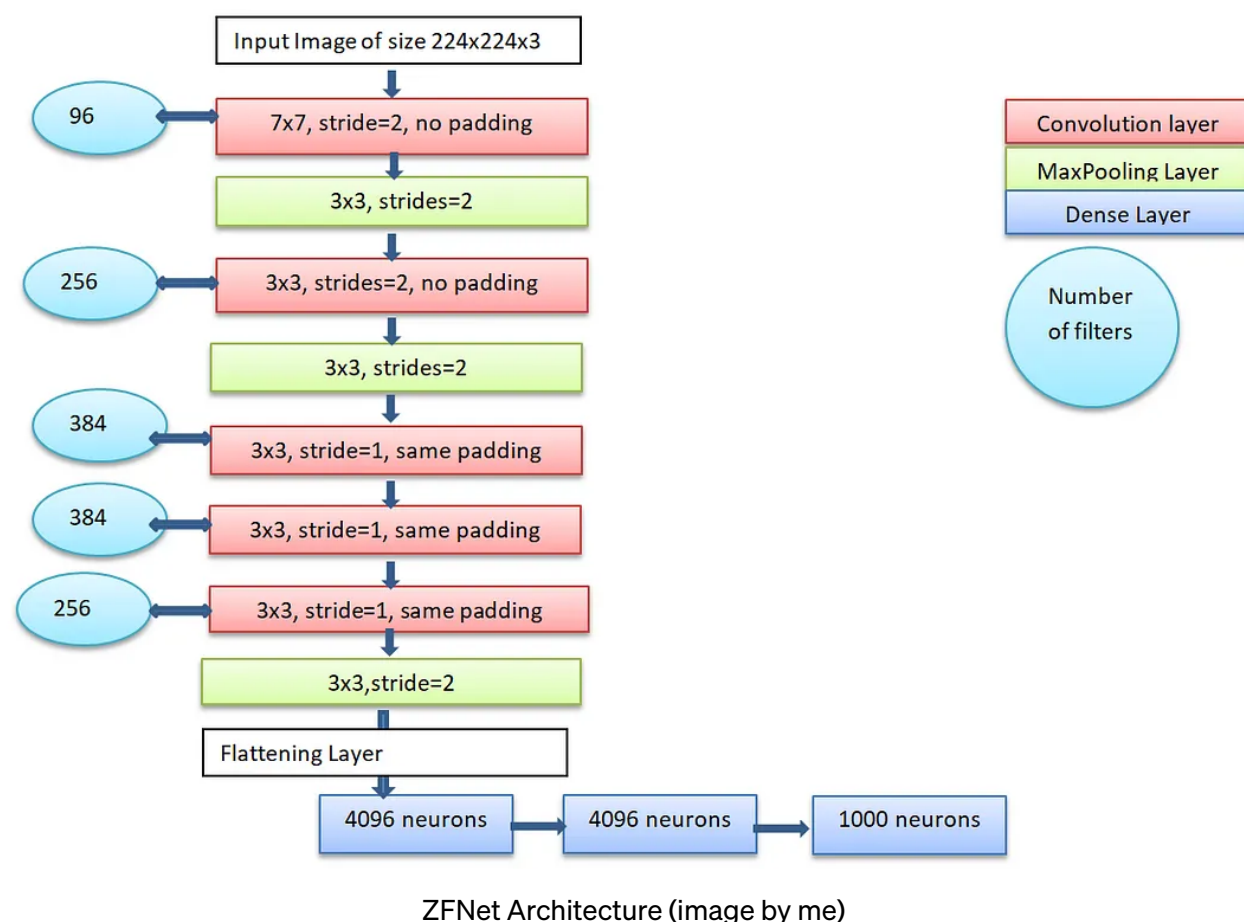 Input Image of size 224x224x3
96
7x7, stride=2, no padding
3x3, strides=2
256
3x3, strides=2, no padding
3x3, strides=2
384
3x3, stride=1, same padding
384
3x3, stride=1, same padding
256
3x3, stride=1, same padding
3x3,stride=2
Flattening Layer
4096 neurons
4096 neurons
1000 neurons
Convolution layer
MaxPooling Layer
Dense Layer
Number
of filters
ZFNet Architecture (image by me)